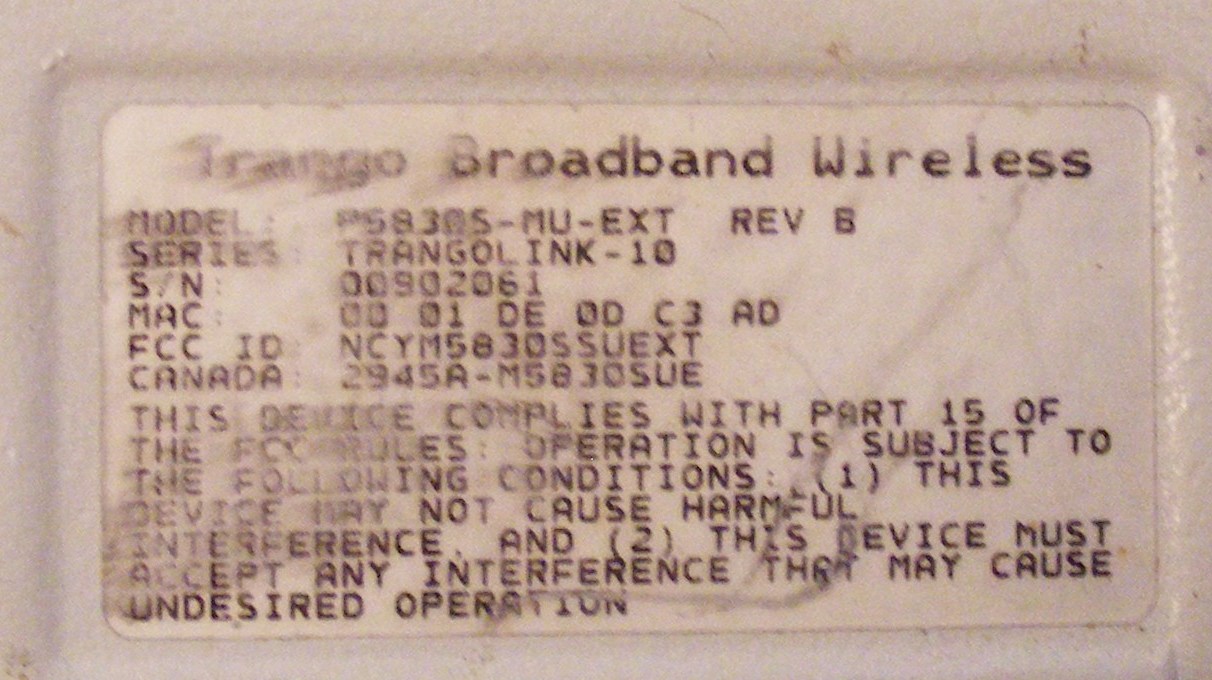 Trango Broadband Wireless
MODEL: P5830S-MU-EXT REV B
SERIES: TRANGOLINK-10
S/N: 00902061
MAC: 00 01 DE 0D C3 AD
FCC ID: NCYM5830SSUEXT
CANADA: 2945A-M5830SUE
THIS DEVICE COMPLIES WITH PART 15 OF
THE FCC RULES: OPERATION IS SUBJECT TO
THE FOLLOWING CONDITIONS: (1) THIS
DEVICE MAY NOT CAUSE HARMFUL
INTERFERENCE, AND (2) THIS DEVICE MUST
ACCEPT ANY INTERFERENCE THAT MAY CAUSE
UNDESIRED OPERATION